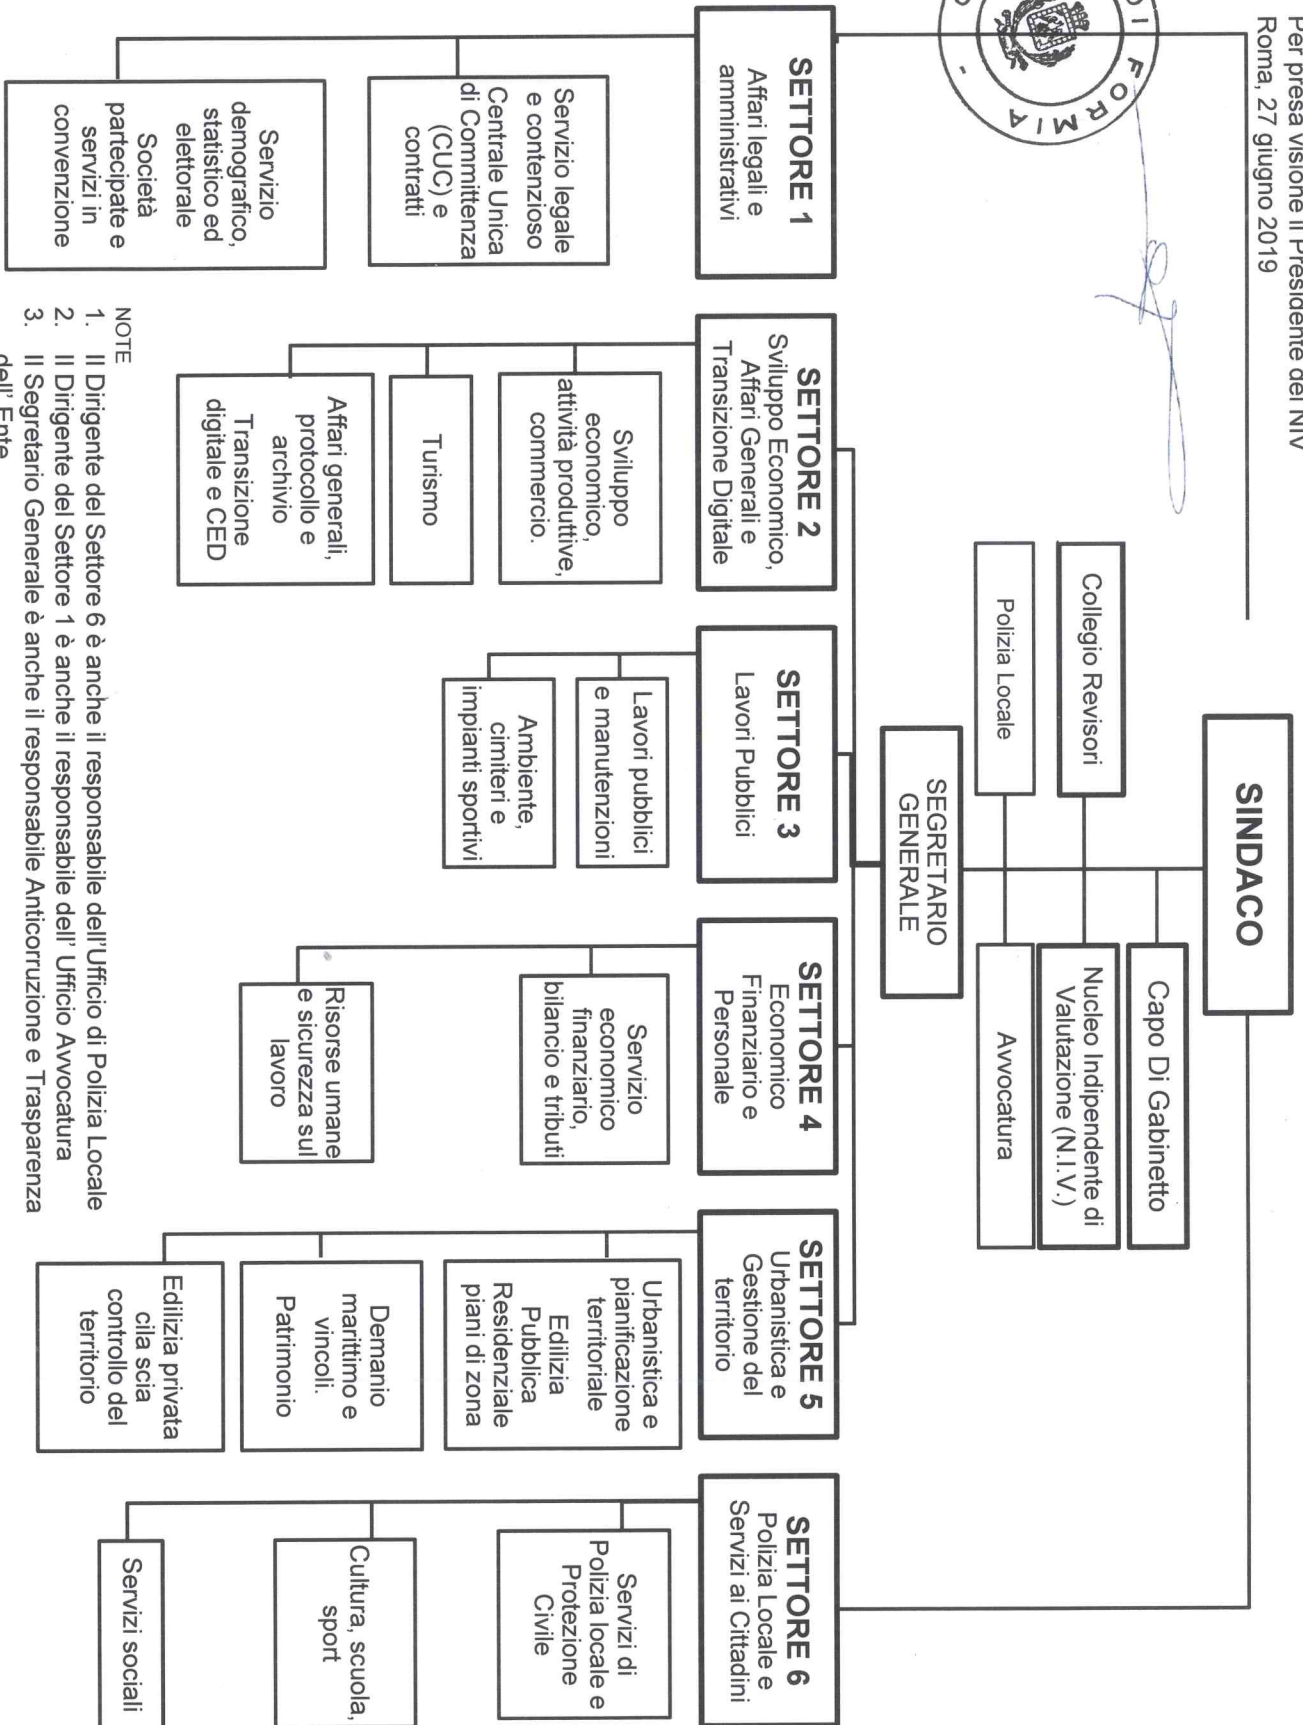 Per presa visione Il Presidente del NIV
Roma, 27 giugno 2019
DI FORMIA
SINDACO
Capo Di Gabinetto
Collegio Revisori
Nucleo Indipendente di
Valutazione (N.I.V.)
Polizia Locale
Avvocatura
SEGRETARIO
GENERALE
SETTORE 1
Affari legali e
amministrativi
Servizio legale
e contenzioso
Centrale Unica
di Committenza
(CUC) e
contratti
Servizio
demografico,
statistico ed
elettorale
Società
partecipate e
servizi in
convenzione
SETTORE 2
Sviluppo Economico,
Affari Generali e
Transizione Digitale
Sviluppo
economico,
attività produttive,
commercio.
Turismo
Affari generali,
protocollo e
archivio
Transizione
digitale e CED
SETTORE 3
Lavori Pubblici
Lavori pubblici
e manutenzioni
Ambiente,
cimiteri e
impianti sportivi
SETTORE 4
Economico
Finanziario e
Personale
Servizio
economico
finanziario,
bilancio e tributi
Risorse umane
e sicurezza sul
lavoro
SETTORE 5
Urbanistica e
Gestione del
territorio
Urbanistica e
pianificazione
territoriale
Edilizia
Pubblica
Residenziale
piani di zona
Demanio
marittimo e
vincoli.
Patrimonio
Edilizia privata
cila scia
controllo del
territorio
SETTORE 6
Polizia Locale e
Servizi ai Cittadini
Servizi di
Polizia locale e
Protezione
Civile
Cultura, scuola,
sport
Servizi sociali
NOTE
1. Il Dirigente del Settore 6 è anche il responsabile dell'Ufficio di Polizia Locale
2. Il Dirigente del Settore 1 è anche il responsabile dell' Ufficio Avvocatura
3. Il Segretario Generale è anche il responsabile Anticorruzione e Trasparenza
dell' Ente